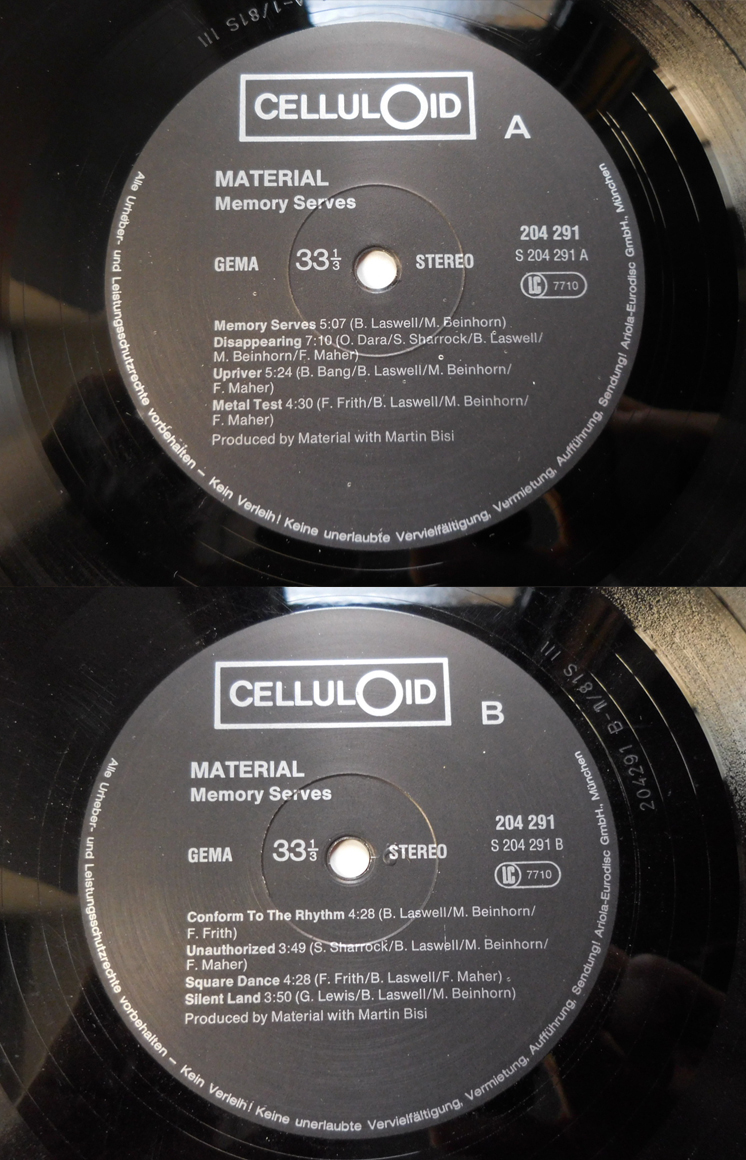 A-1/81S III
CELLULOID
A
MATERIAL
Memory Serves
GEMA 33⅓ STEREO
204 291
S 204 291 A
LC 7710
Memory Serves 5:07 (B. Laswell/M. Beinhorn)
Disappearing 7:10 (O. Dara/S. Sharrock/B. Laswell/
M. Beinhorn/F. Maher)
Upriver 5:24 (B. Bang/B. Laswell/M. Beinhorn/
F. Maher)
Metal Test 4:30 (F. Frith/B. Laswell/M. Beinhorn/
F. Maher)
Produced by Material with Martin Bisi
Alle Urheber- und Leistungsschutzrechte vorbehalten – Kein Verleih! Keine unerlaubte Vervielfältigung, Vermietung, Aufführung, Sendung! Ariola-Eurodisc GmbH., München
CELLULOID
B
204291 B-1/81S III
MATERIAL
Memory Serves
GEMA 33⅓ STEREO
204 291
S 204 291 B
LC 7710
Conform To The Rhythm 4:28 (B. Laswell/M. Beinhorn/
F. Frith)
Unauthorized 3:49 (S. Sharrock/B. Laswell/M. Beinhorn/
F. Maher)
Square Dance 4:28 (F. Frith/B. Laswell/F. Maher)
Silent Land 3:50 (G. Lewis/B. Laswell/M. Beinhorn)
Produced by Material with Martin Bisi
Alle Urheber- und Leistungsschutzrechte vorbehalten – Kein Verleih! Keine unerlaubte Vervielfältigung, Vermietung, Aufführung, Sendung! Ariola-Eurodisc GmbH., München